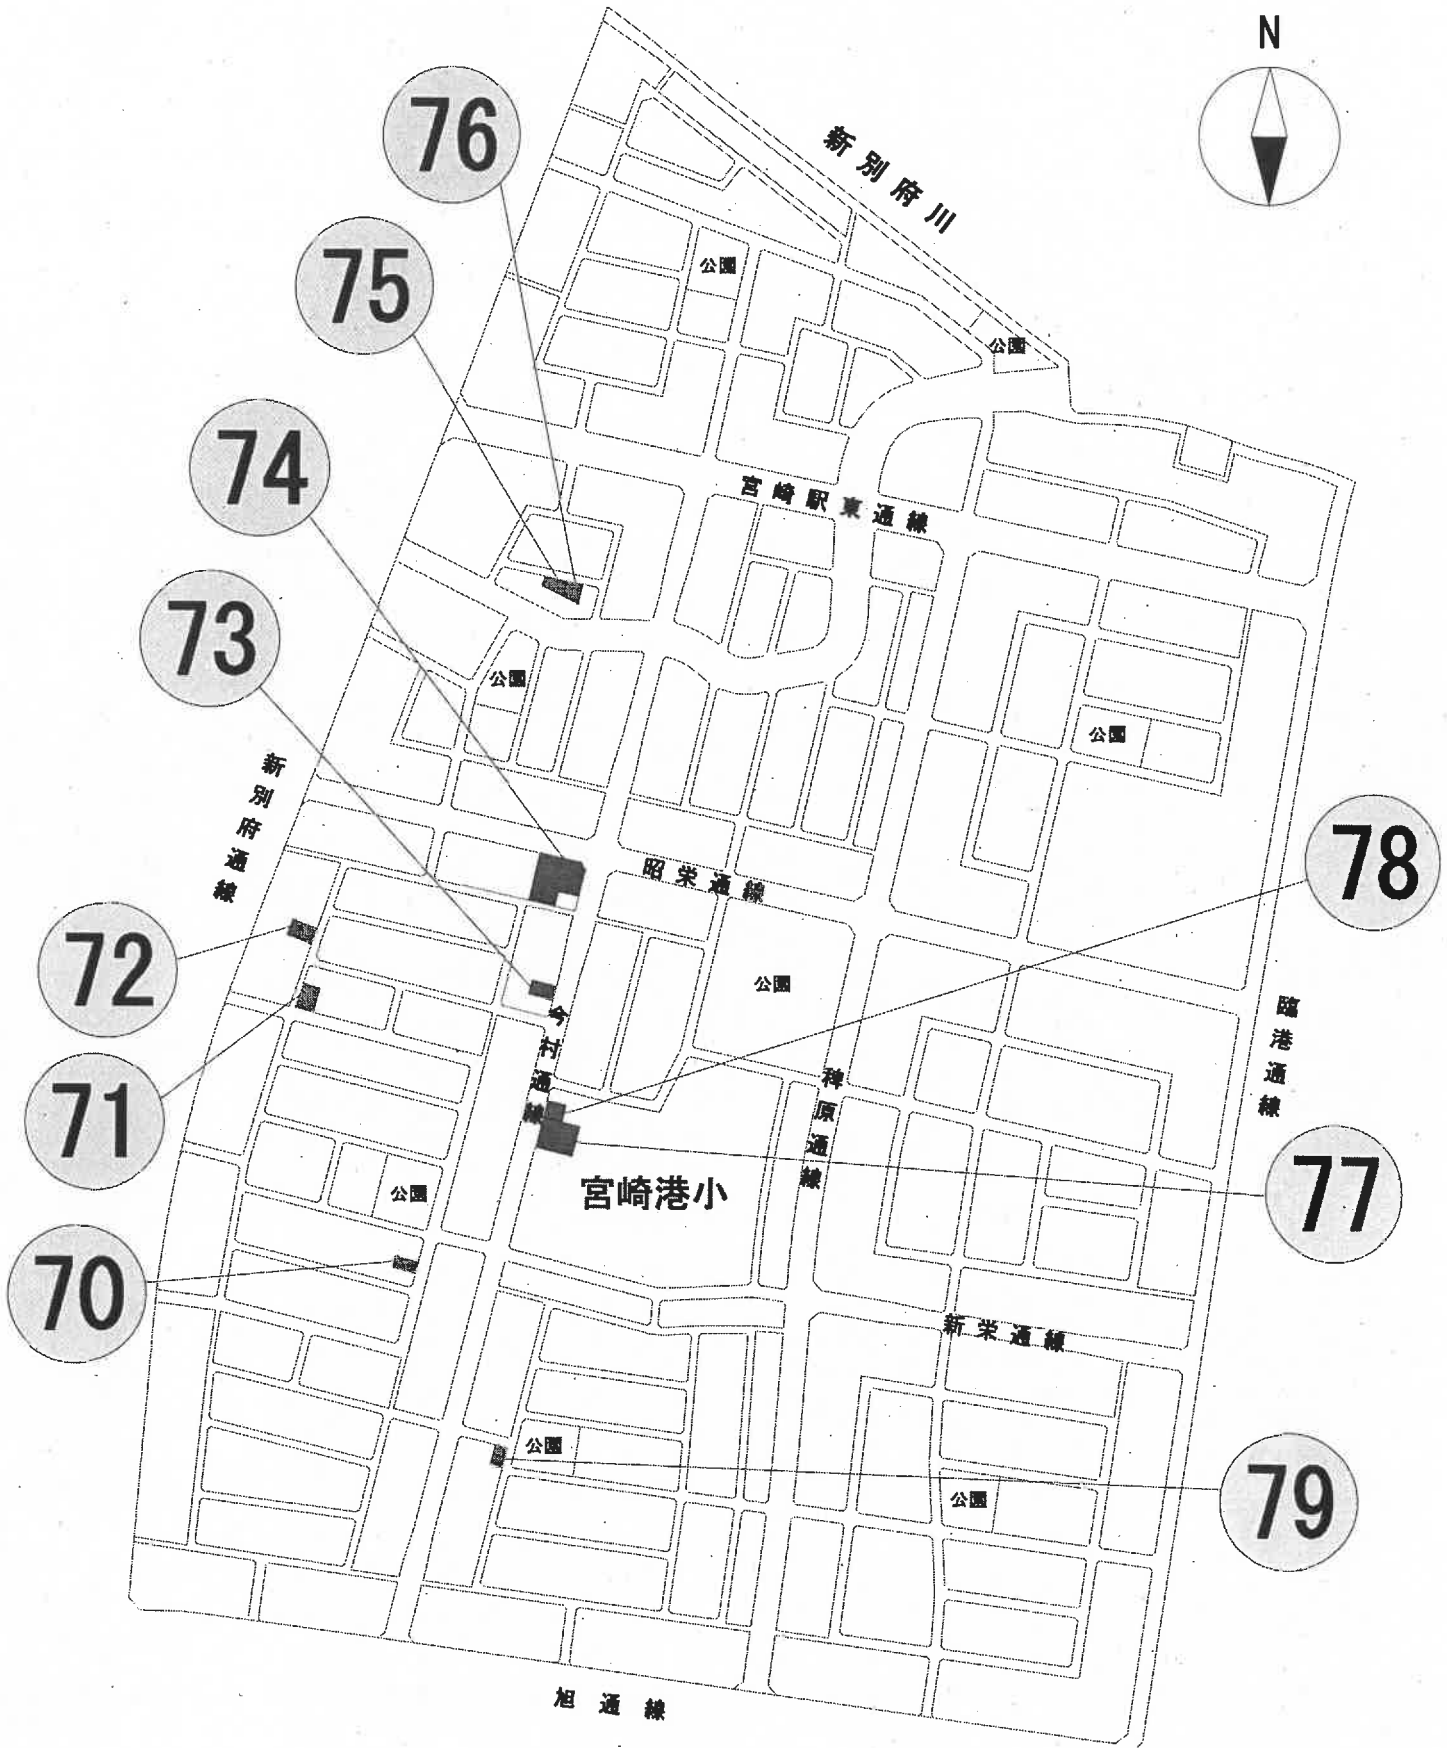 N
76
新別府川
75
公園
公園
74
宮崎駅東通線
73
公園
公園
新別府通線
78
昭栄通線
72
公園
今村通線
臨港通線
71
稗原通線
77
宮崎港小
公園
70
新栄通線
公園
79
公園
旭通線